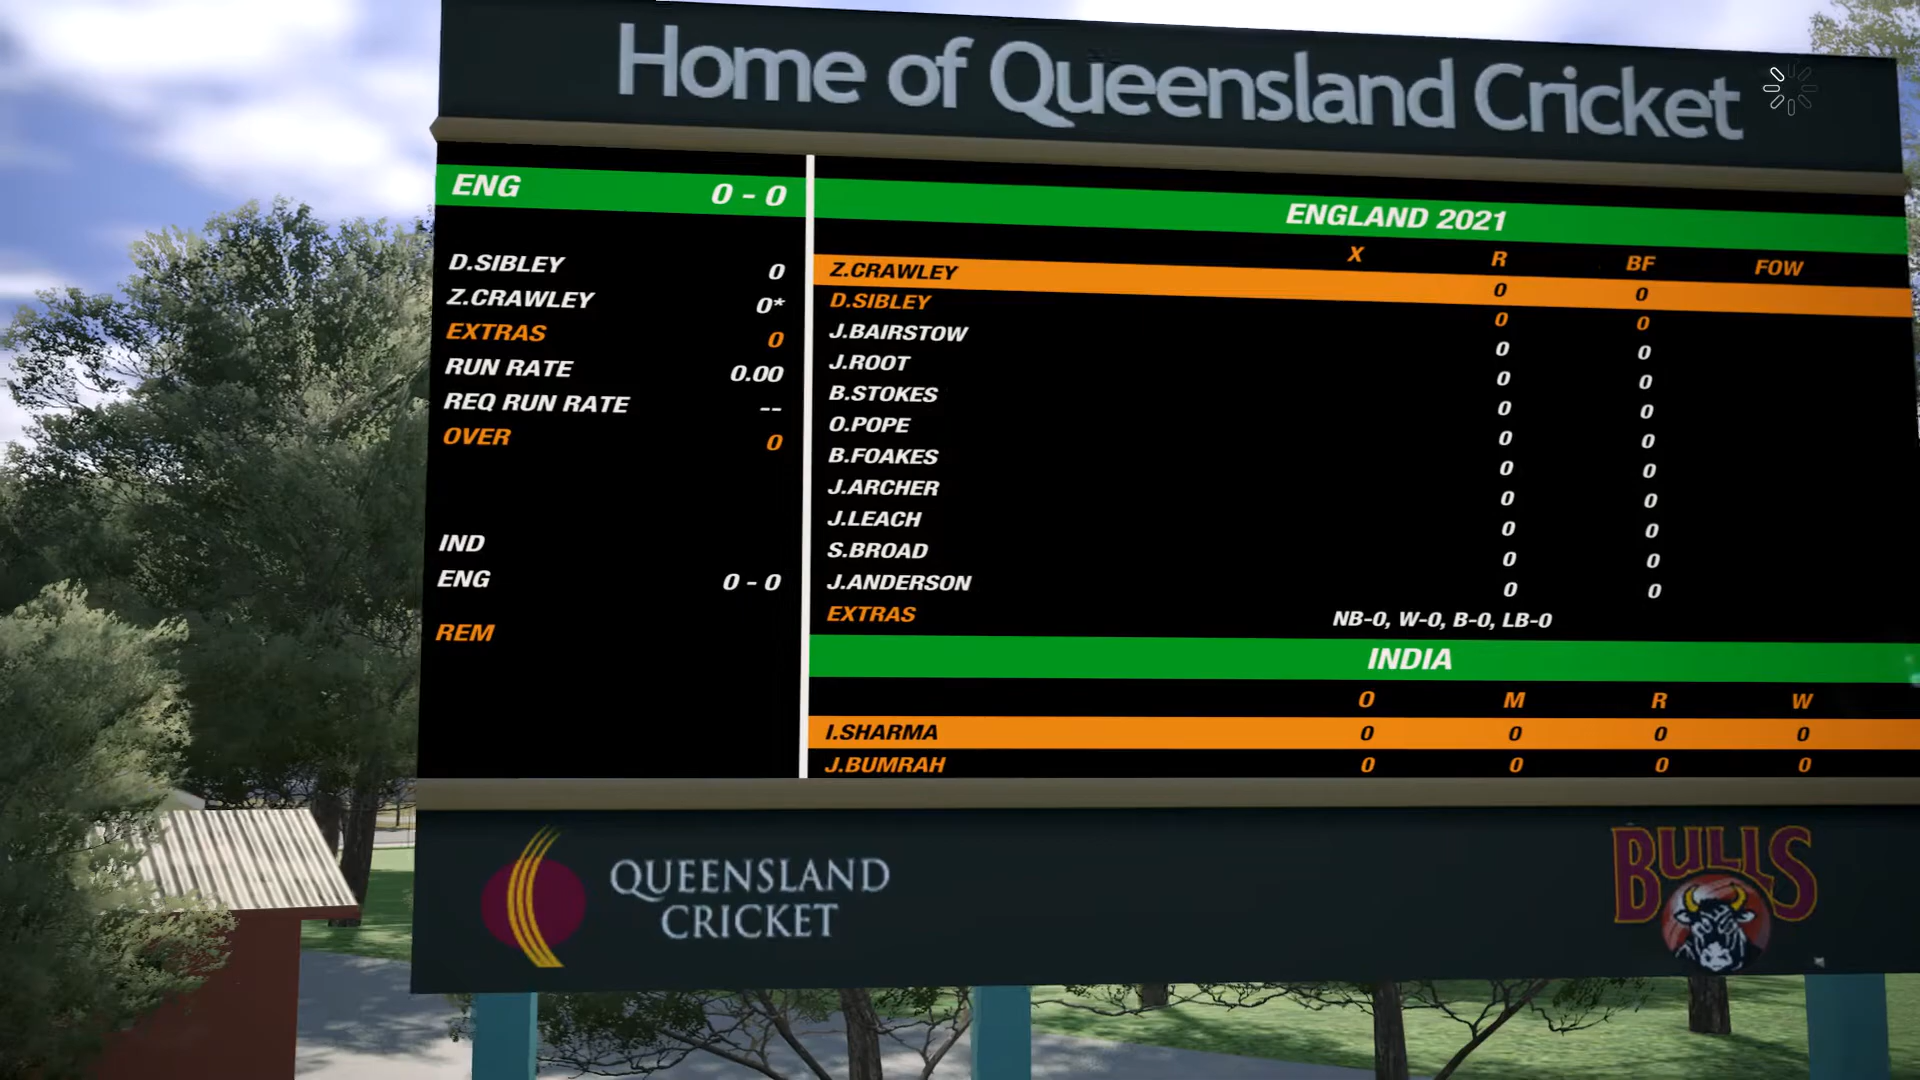 Home of Queensland Cricket
ENG 0 - 0
D.SIBLEY 0
Z.CRAWLEY 0*
EXTRAS 0
RUN RATE 0.00
REQ RUN RATE --
OVER 0
IND
ENG 0 - 0
REM
ENGLAND 2021
X R BF FOW
Z.CRAWLEY 0 0
D.SIBLEY 0 0
J.BAIRSTOW 0 0
J.ROOT 0 0
B.STOKES 0 0
O.POPE 0 0
B.FOAKES 0 0
J.ARCHER 0 0
J.LEACH 0 0
S.BROAD 0 0
J.ANDERSON 0 0
EXTRAS NB-0, W-0, B-0, LB-0
INDIA
O M R W
I.SHARMA 0 0 0 0
J.BUMRAH 0 0 0 0
QUEENSLAND
CRICKET
BULLS